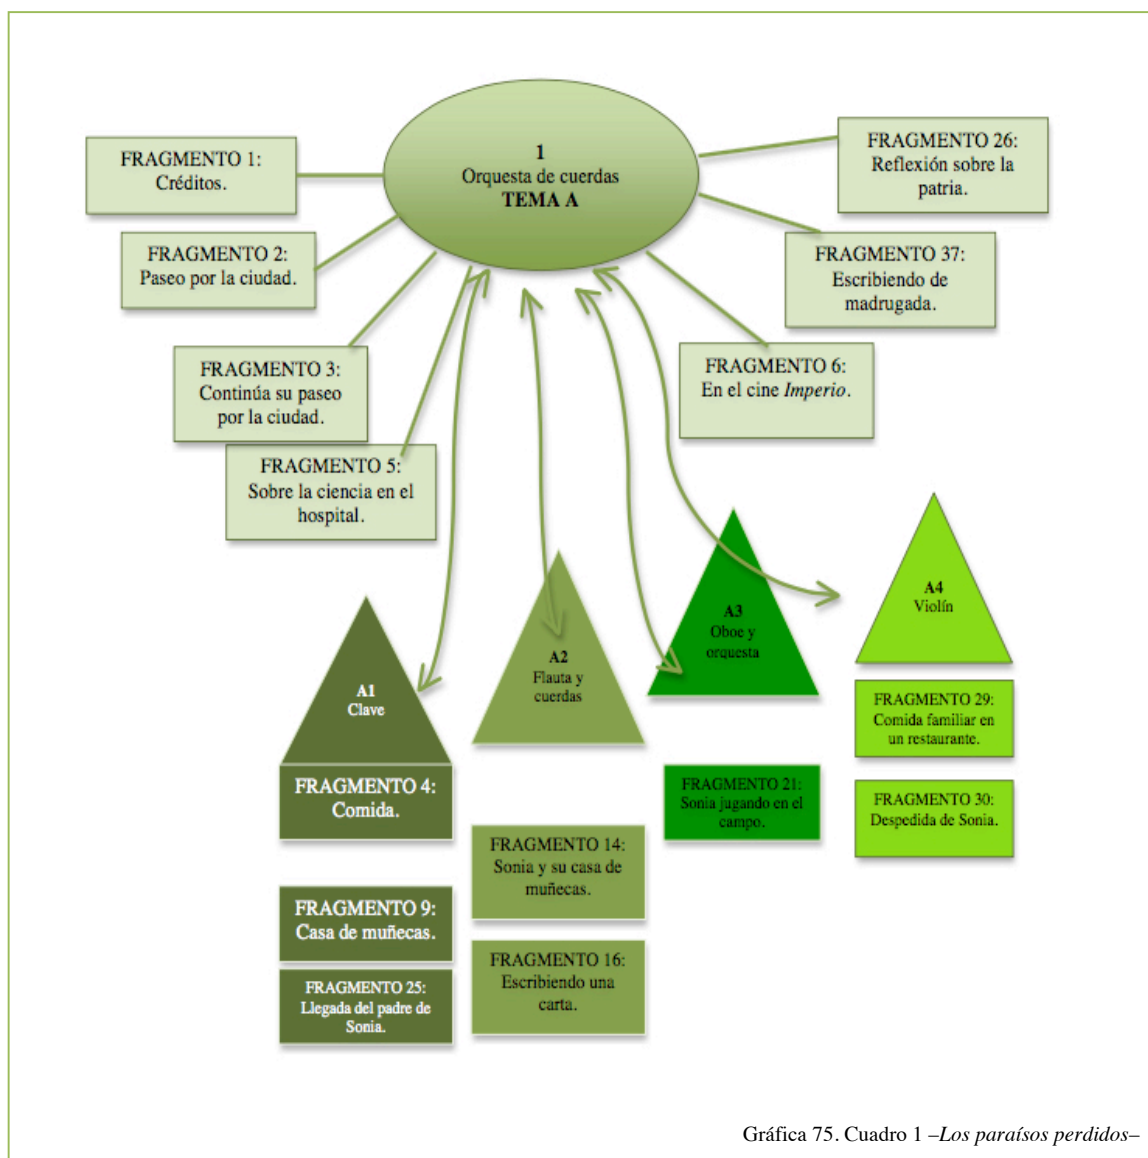 1
Orquesta de cuerdas
TEMA A
FRAGMENTO 1:
Créditos.
FRAGMENTO 2:
Paseo por la ciudad.
FRAGMENTO 3:
Continúa su paseo
por la ciudad.
FRAGMENTO 5:
Sobre la ciencia en el
hospital.
FRAGMENTO 26:
Reflexión sobre la
patria.
FRAGMENTO 37:
Escribiendo de
madrugada.
FRAGMENTO 6:
En el cine Imperio.
A1
Clave
FRAGMENTO 4:
Comida.
FRAGMENTO 9:
Casa de muñecas.
FRAGMENTO 25:
Llegada del padre de
Sonia.
A2
Flauta y
cuerdas
FRAGMENTO 14:
Sonia y su casa de
muñecas.
FRAGMENTO 16:
Escribiendo una
carta.
A3
Oboe y
orquesta
FRAGMENTO 21:
Sonia jugando en el
campo.
A4
Violín
FRAGMENTO 29:
Comida familiar en
un restaurante.
FRAGMENTO 30:
Despedida de Sonia.
Gráfica 75. Cuadro 1 –Los paraísos perdidos–